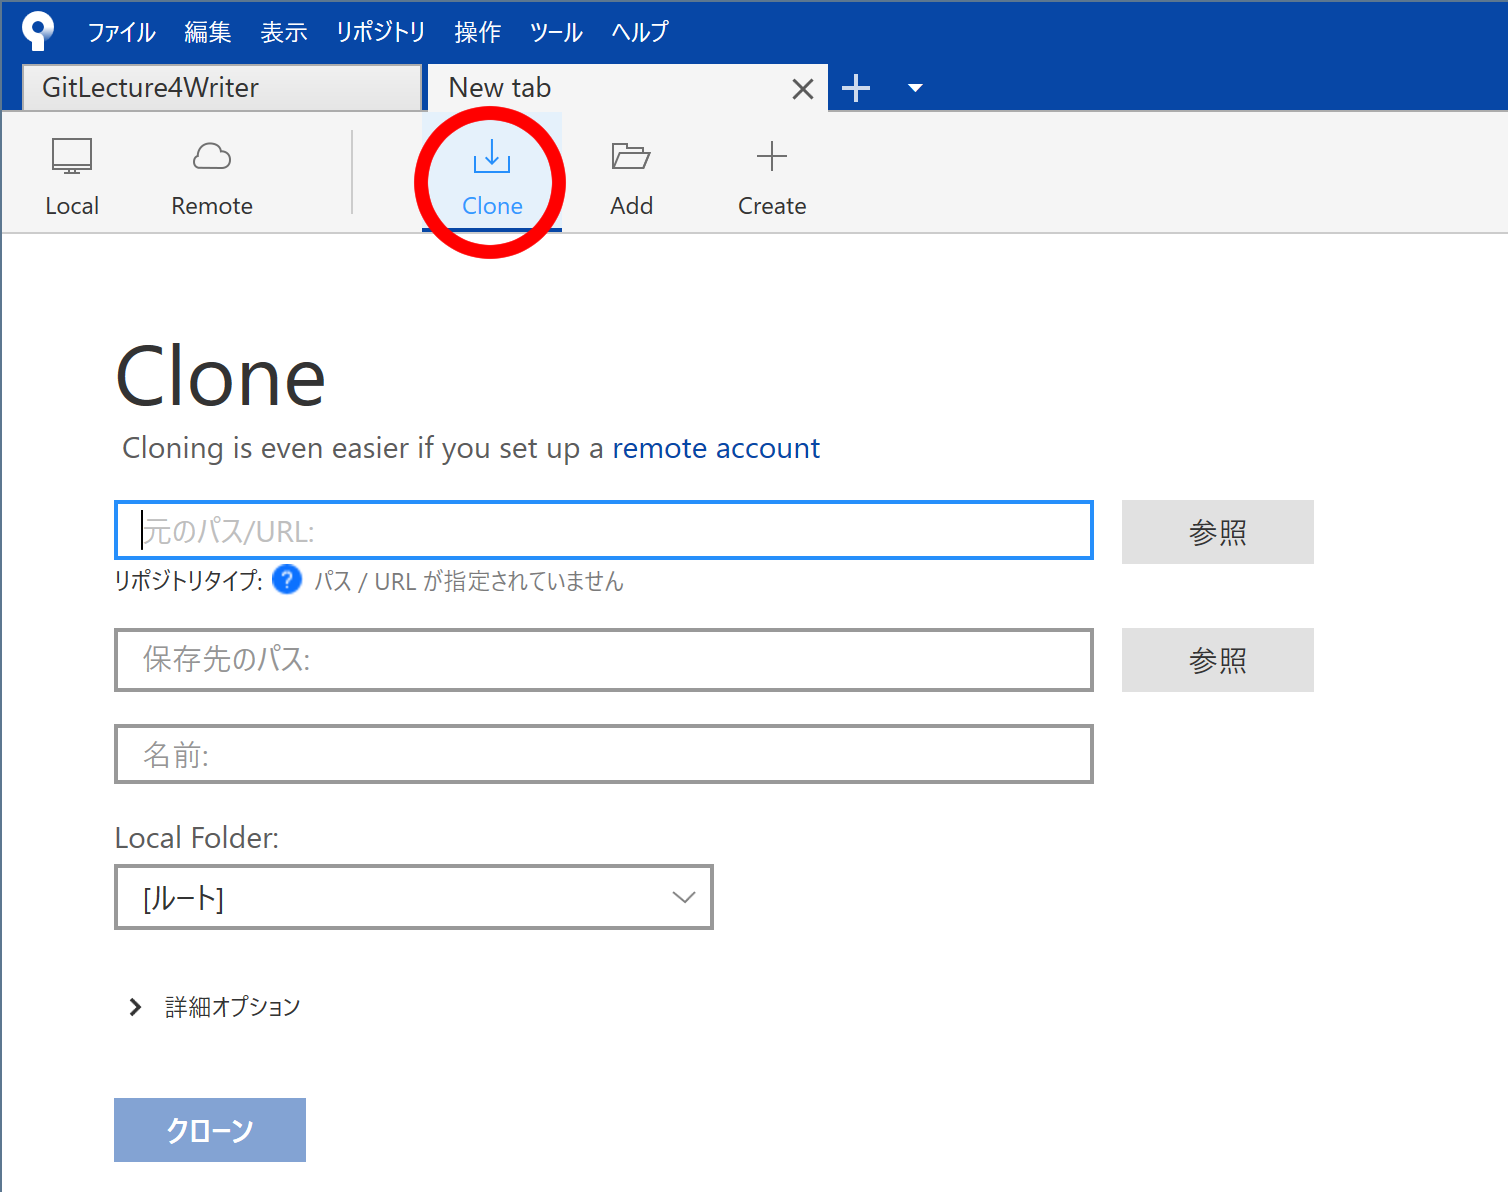 ファイル 編集 表示 リポジトリ 操作 ツール ヘルプ
GitLecture4Writer New tab
Local Remote Clone Add Create
Clone
Cloning is even easier if you set up a remote account
元のパス/URL: 参照
リポジトリタイプ: ? パス / URL が指定されていません
保存先のパス: 参照
名前:
Local Folder:
[ルート]
詳細オプション
クローン